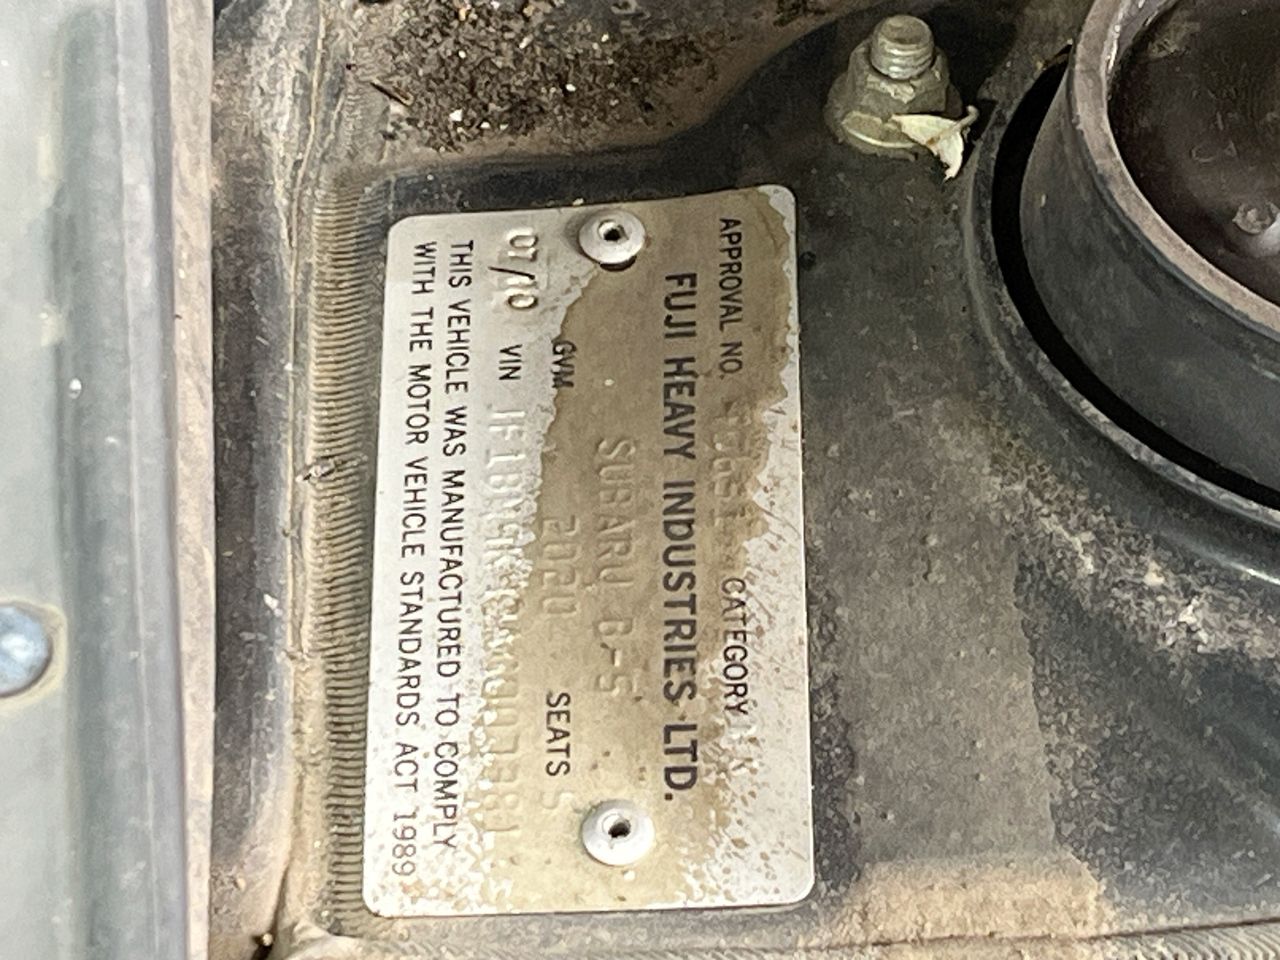 APPROVAL NO. CATEGORY
FUJI HEAVY INDUSTRIES LTD.
SUBARU G-5
GVM 2020 SEATS 5
07/10 VIN
THIS VEHICLE WAS MANUFACTURED TO COMPLY
WITH THE MOTOR VEHICLE STANDARDS ACT 1989